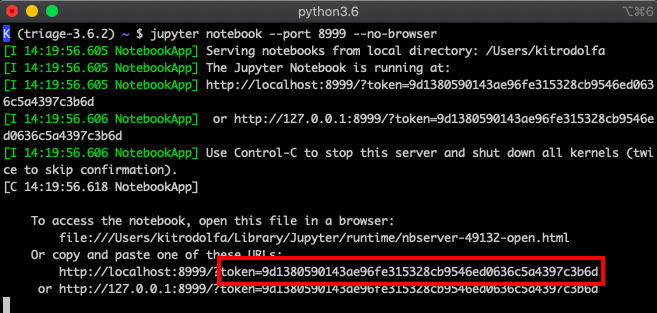 python3.6
⌥⌘6
K (triage-3.6.2) ~ $ jupyter notebook --port 8999 --no-browser
[I 14:19:56.605 NotebookApp] Serving notebooks from local directory: /Users/kitrodolfa
[I 14:19:56.605 NotebookApp] The Jupyter Notebook is running at:
[I 14:19:56.605 NotebookApp] http://localhost:8999/?token=9d1380590143ae96fe315328cb9546ed063
6c5a4397c3b6d
[I 14:19:56.606 NotebookApp]  or http://127.0.0.1:8999/?token=9d1380590143ae96fe315328cb9546e
d0636c5a4397c3b6d
[I 14:19:56.606 NotebookApp] Use Control-C to stop this server and shut down all kernels (twi
ce to skip confirmation).
[C 14:19:56.618 NotebookApp]
To access the notebook, open this file in a browser:
file:///Users/kitrodolfa/Library/Jupyter/runtime/nbserver-49132-open.html
Or copy and paste one of these URLs:
http://localhost:8999/?token=9d1380590143ae96fe315328cb9546ed0636c5a4397c3b6d
or http://127.0.0.1:8999/?token=9d1380590143ae96fe315328cb9546ed0636c5a4397c3b6d